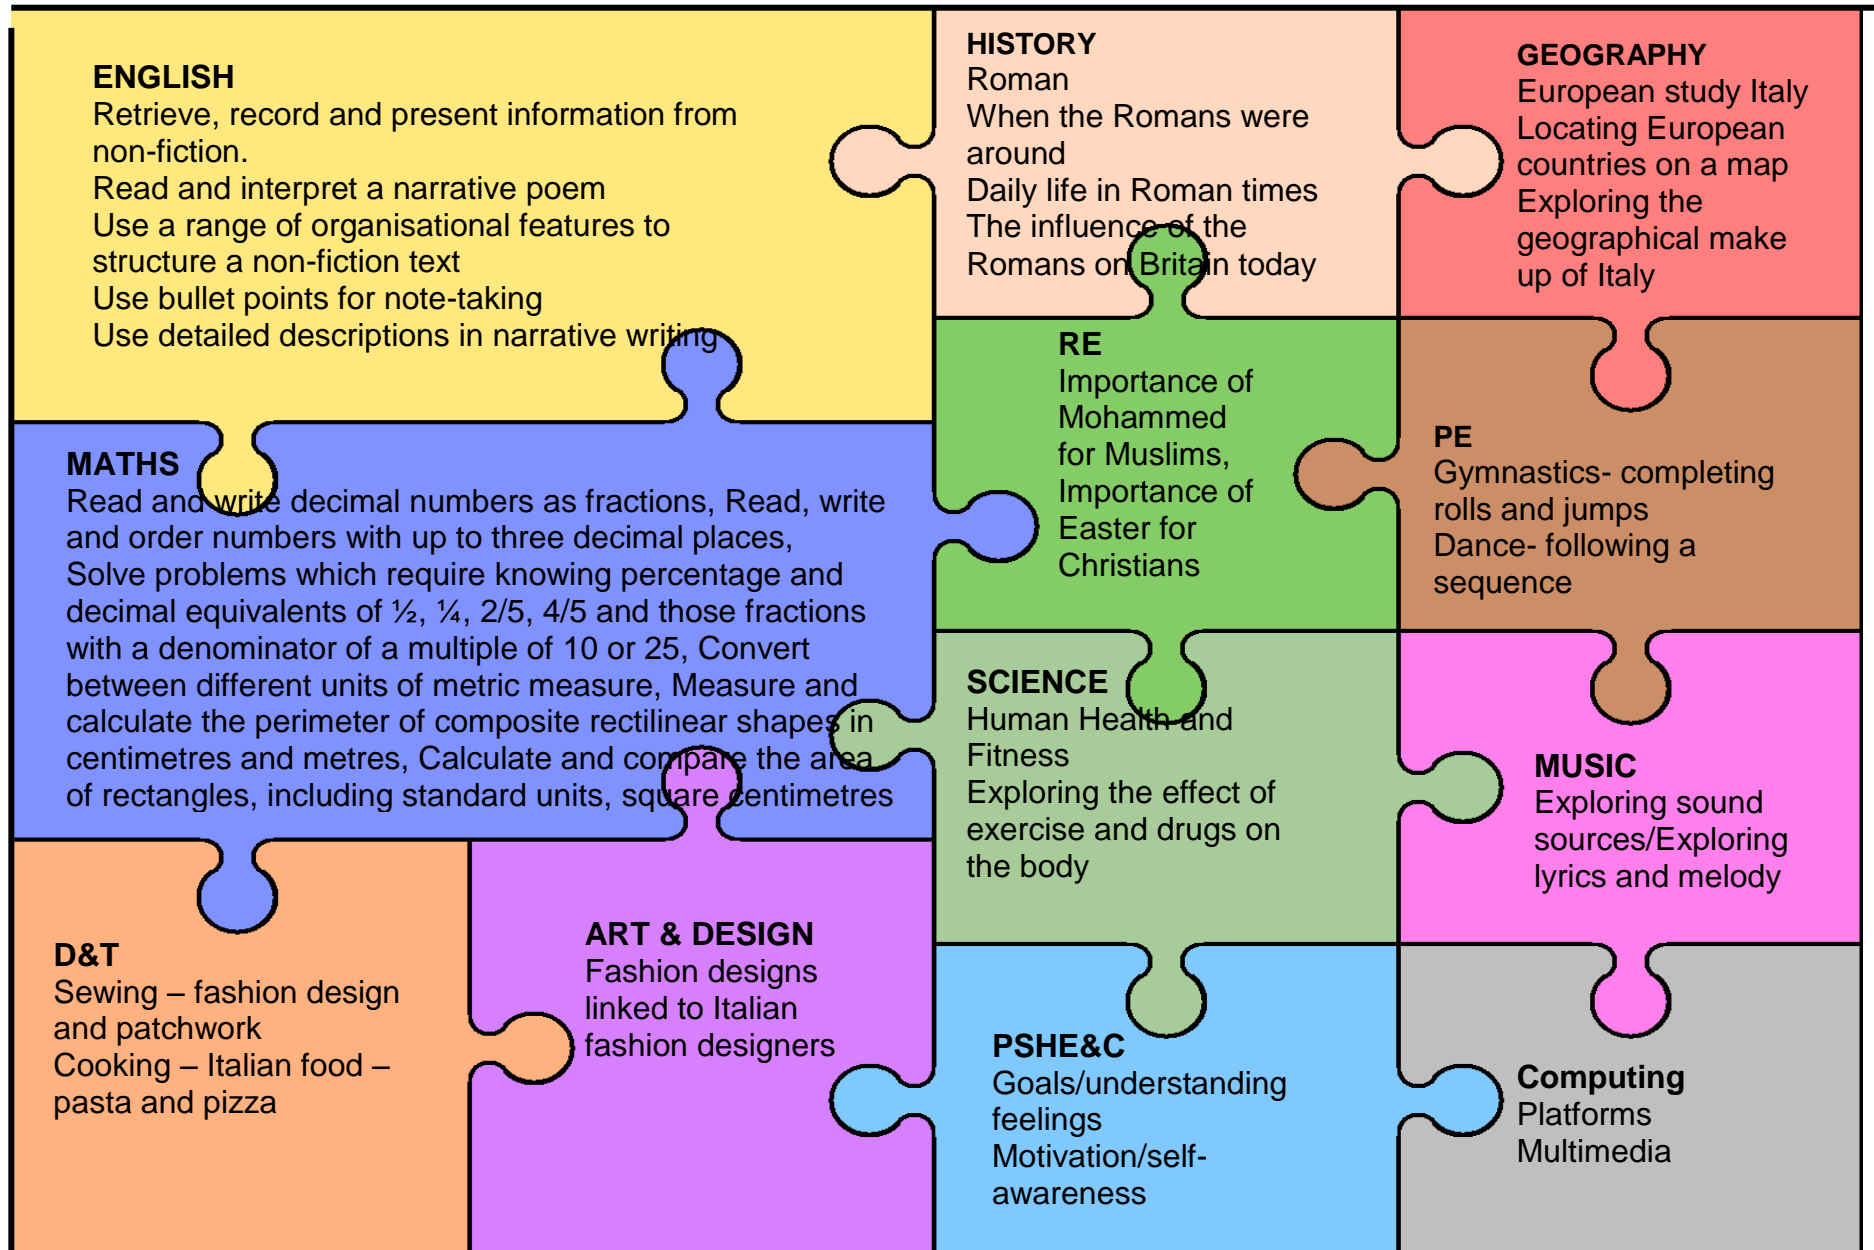 ENGLISH
Retrieve, record and present information from
non-fiction.
Read and interpret a narrative poem
Use a range of organisational features to
structure a non-fiction text
Use bullet points for note-taking
Use detailed descriptions in narrative writing
HISTORY
Roman
When the Romans were
around
Daily life in Roman times
The influence of the
Romans on Britain today
GEOGRAPHY
European study Italy
Locating European
countries on a map
Exploring the
geographical make
up of Italy
MATHS
Read and write decimal numbers as fractions, Read, write
and order numbers with up to three decimal places,
Solve problems which require knowing percentage and
decimal equivalents of ½, ¼, 2/5, 4/5 and those fractions
with a denominator of a multiple of 10 or 25, Convert
between different units of metric measure, Measure and
calculate the perimeter of composite rectilinear shapes in
centimetres and metres, Calculate and compare the area
of rectangles, including standard units, square centimetres
RE
Importance of
Mohammed
for Muslims,
Importance of
Easter for
Christians
PE
Gymnastics- completing
rolls and jumps
Dance- following a
sequence
SCIENCE
Human Health and
Fitness
Exploring the effect of
exercise and drugs on
the body
MUSIC
Exploring sound
sources/Exploring
lyrics and melody
D&T
Sewing – fashion design
and patchwork
Cooking – Italian food –
pasta and pizza
ART & DESIGN
Fashion designs
linked to Italian
fashion designers
PSHE&C
Goals/understanding
feelings
Motivation/self-
awareness
Computing
Platforms
Multimedia